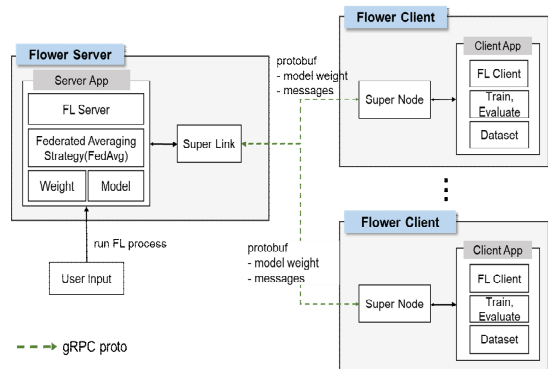 Flower Server
Server App
FL Server
Federated Averaging
Strategy(FedAvg)
Weight
Model
Super Link
run FL process
User Input
gRPC proto
protobuf
- model weight
- messages
Flower Client
Super Node
Client App
FL Client
Train,
Evaluate
Dataset
protobuf
- model weight
- messages
Flower Client
Super Node
Client App
FL Client
Train,
Evaluate
Dataset